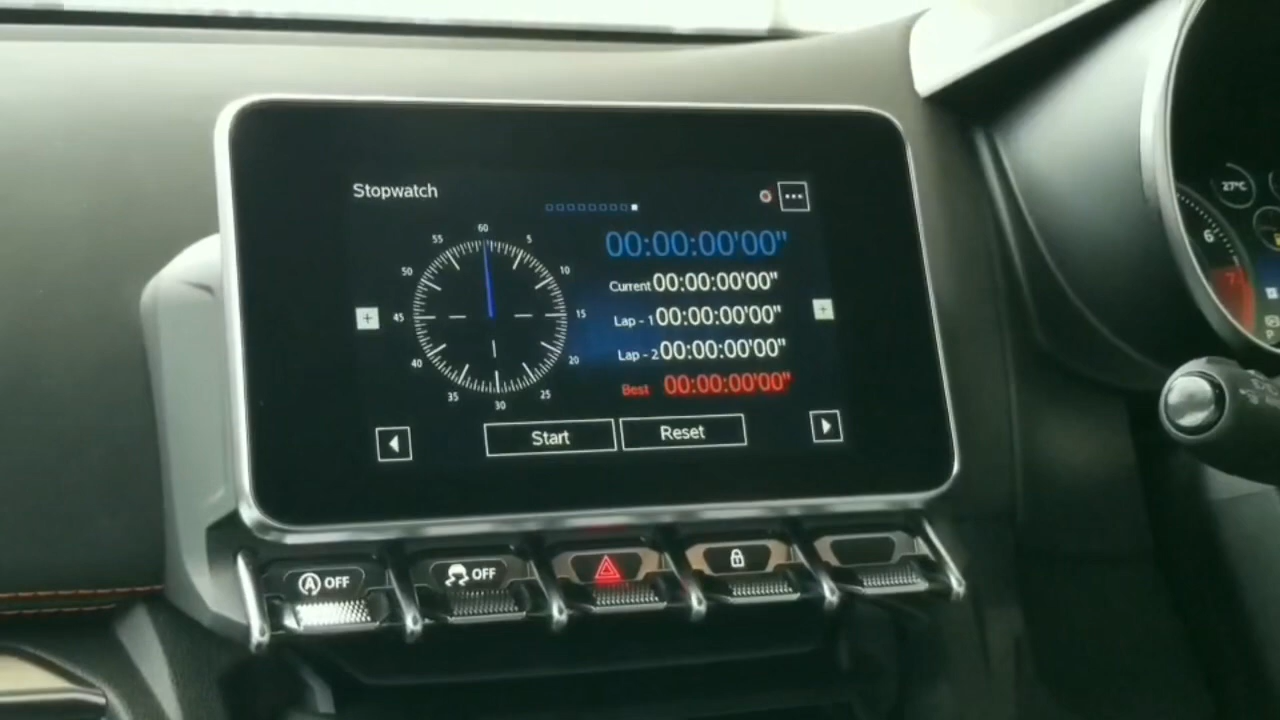 Stopwatch
60
5
10
15
20
25
30
35
40
45
50
55
00:00:00'00"
Current 00:00:00'00"
Lap - 1 00:00:00'00"
Lap - 2 00:00:00'00"
Best 00:00:00'00"
Start
Reset
A OFF
OFF
27°C
6
7
P